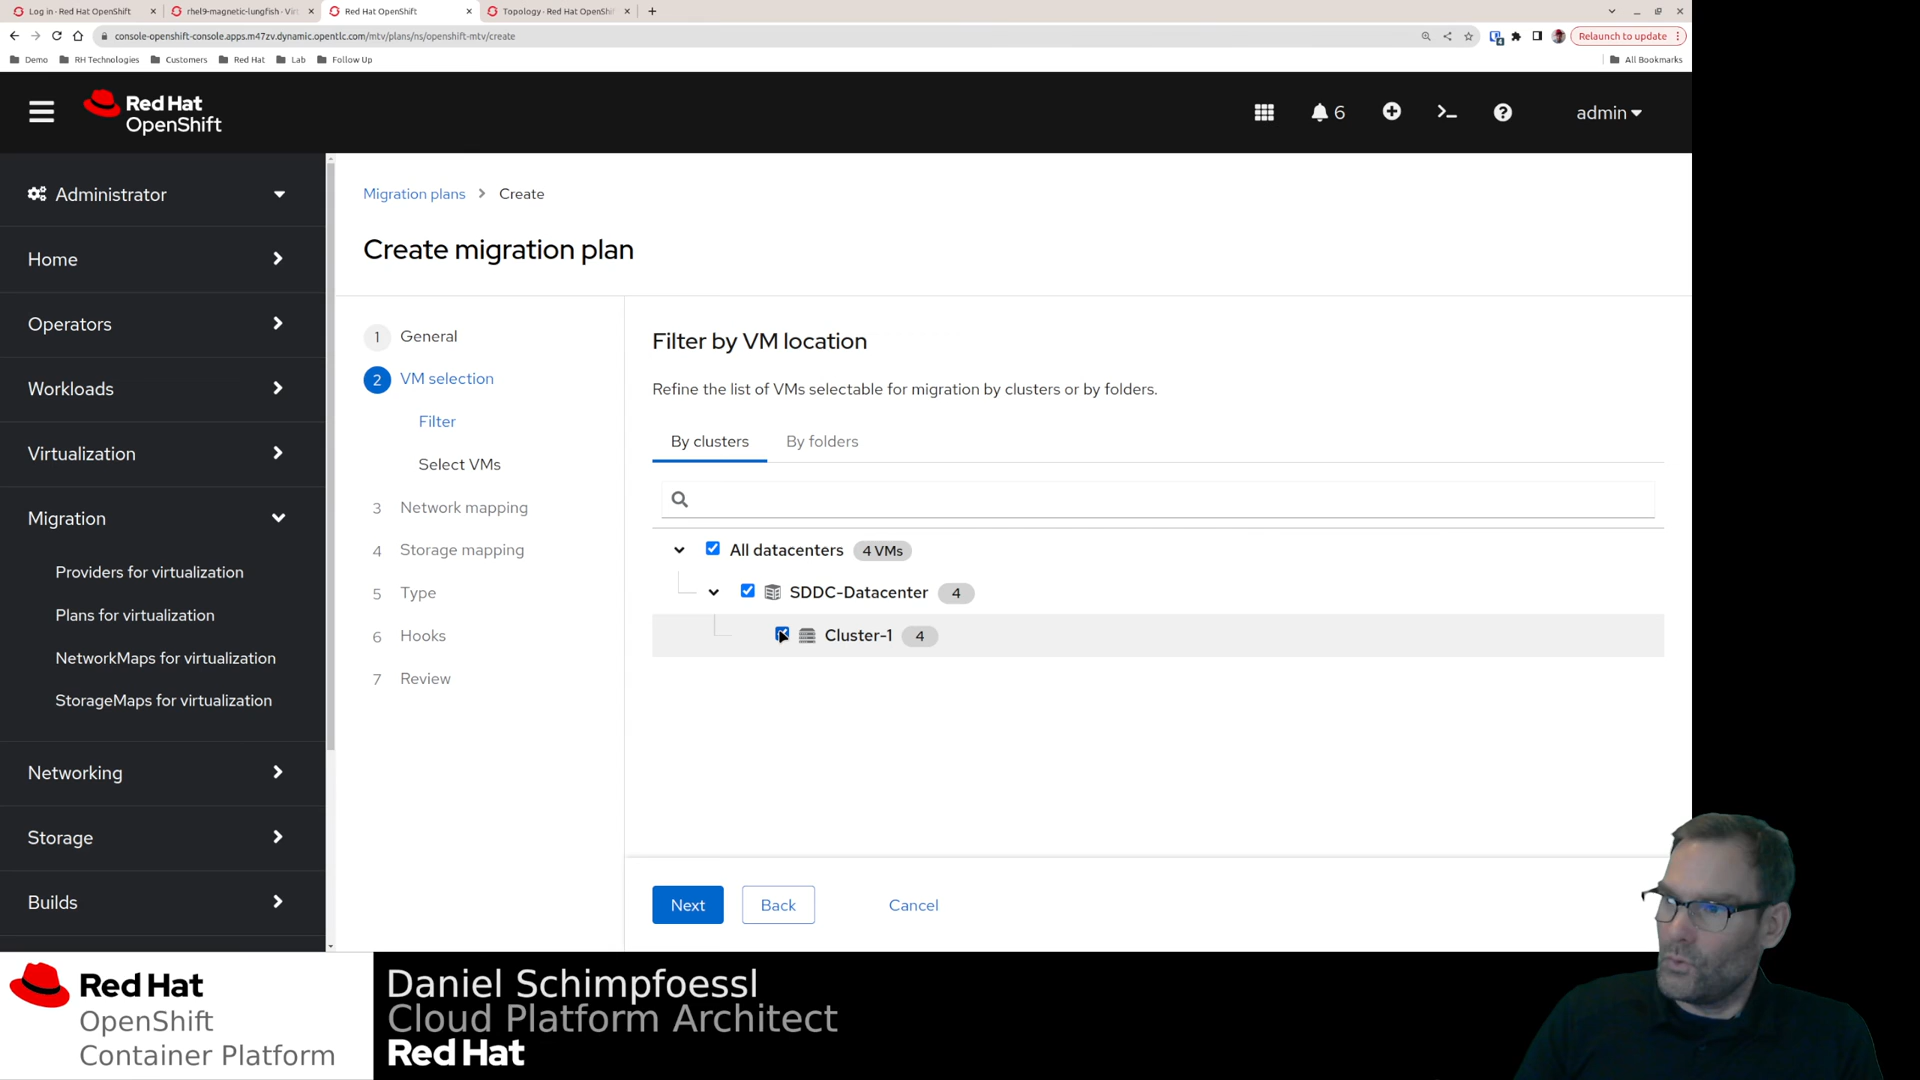 Log in · Red Hat OpenShift
rhel9-magnetic-lungfish · Vir
Red Hat OpenShift
Topology · Red Hat OpenShif
console-openshift-console.apps.m47zv.dynamic.opentlc.com/mtv/plans/ns/openshift-mtv/create
Relaunch to update
Demo
RH Technologies
Customers
Red Hat
Lab
Follow Up
All Bookmarks
Red Hat
OpenShift
6
admin
Administrator
Home
Operators
Workloads
Virtualization
Migration
Providers for virtualization
Plans for virtualization
NetworkMaps for virtualization
StorageMaps for virtualization
Networking
Storage
Builds
Migration plans > Create
Create migration plan
1 General
2 VM selection
Filter
Select VMs
3 Network mapping
4 Storage mapping
5 Type
6 Hooks
7 Review
Filter by VM location
Refine the list of VMs selectable for migration by clusters or by folders.
By clusters
By folders
All datacenters 4 VMs
SDDC-Datacenter 4
Cluster-1 4
Next
Back
Cancel
Red Hat
OpenShift
Container Platform
Daniel Schimpfoessl
Cloud Platform Architect
Red Hat